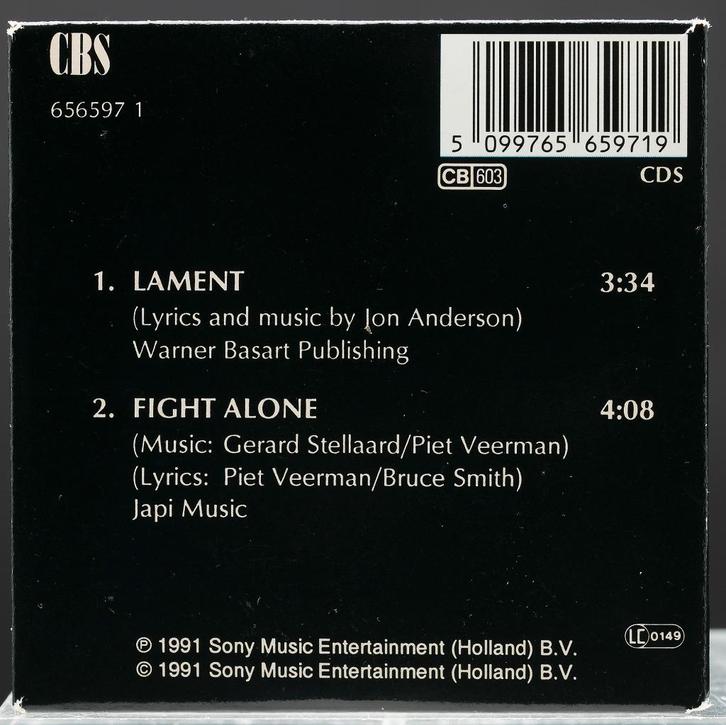 CBS
656597 1
5 099765 659719
CB 603
CDS
1. LAMENT 3:34
(Lyrics and music by Jon Anderson)
Warner Basart Publishing
2. FIGHT ALONE 4:08
(Music: Gerard Stellaard/Piet Veerman)
(Lyrics: Piet Veerman/Bruce Smith)
Japi Music
LC 0149
℗ 1991 Sony Music Entertainment (Holland) B.V.
© 1991 Sony Music Entertainment (Holland) B.V.